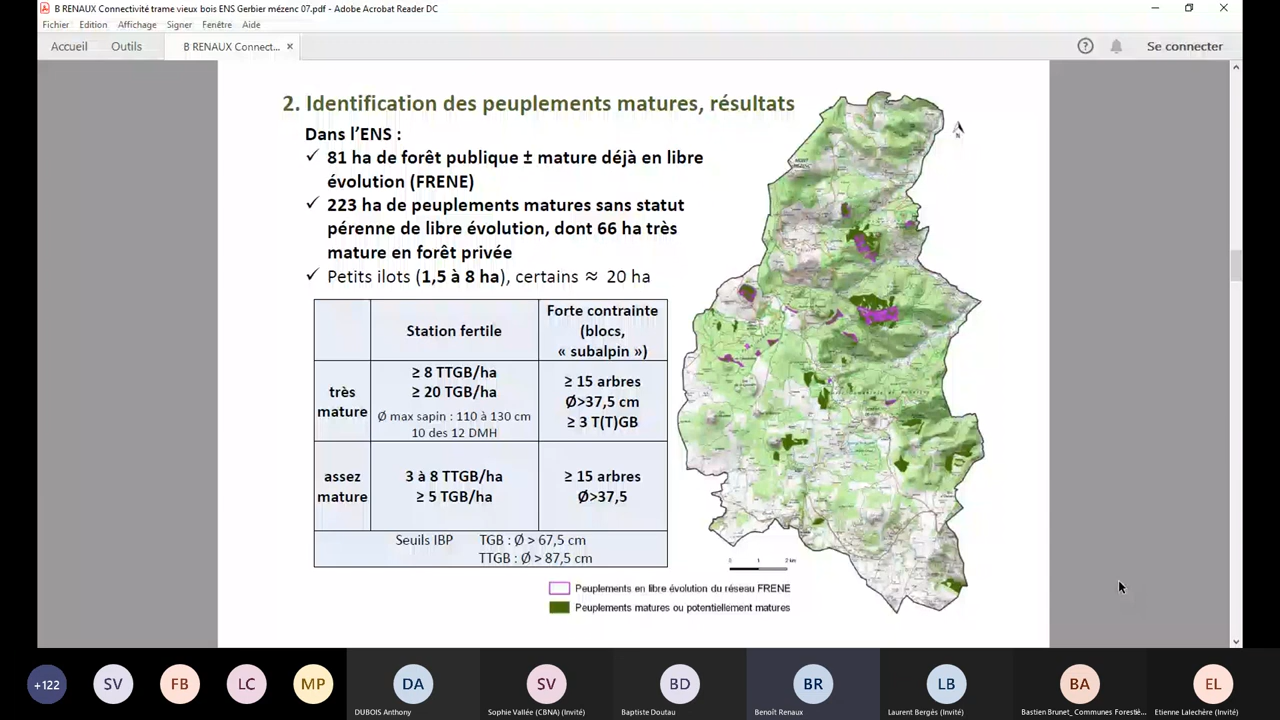 B RENAUX Connectivité trame vieux bois ENS Gerbier mézenc 07.pdf - Adobe Acrobat Reader DC
Fichier Edition Affichage Signer Fenêtre Aide
Accueil Outils B RENAUX Connect... × Se connecter
2. Identification des peuplements matures, résultats
Dans l'ENS :
✓ 81 ha de forêt publique ± mature déjà en libre
évolution (FRENE)
✓ 223 ha de peuplements matures sans statut
pérenne de libre évolution, dont 66 ha très
mature en forêt privée
✓ Petits ilots (1,5 à 8 ha), certains ≈ 20 ha
Station fertile
Forte contrainte
(blocs,
« subalpin »)
très
mature
≥ 8 TTGB/ha
≥ 20 TGB/ha
Ø max sapin : 110 à 130 cm
10 des 12 DMH
≥ 15 arbres
Ø>37,5 cm
≥ 3 T(T)GB
assez
mature
3 à 8 TTGB/ha
≥ 5 TGB/ha
≥ 15 arbres
Ø>37,5
Seuils IBP TGB : Ø > 67,5 cm
TTGB : Ø > 87,5 cm
N
0 1 2 km
Peuplements en libre évolution du réseau FRENE
Peuplements matures ou potentiellement matures
+122 SV FB LC MP DA SV BD BR LB BA EL
DUBOIS Anthony Sophie Vallée (CBNA) (Invité) Baptiste Doutau Benoît Renaux Laurent Bergès (Invité) Bastien Brunet_ Communes Forestiè... Etienne Lalechère (Invité)